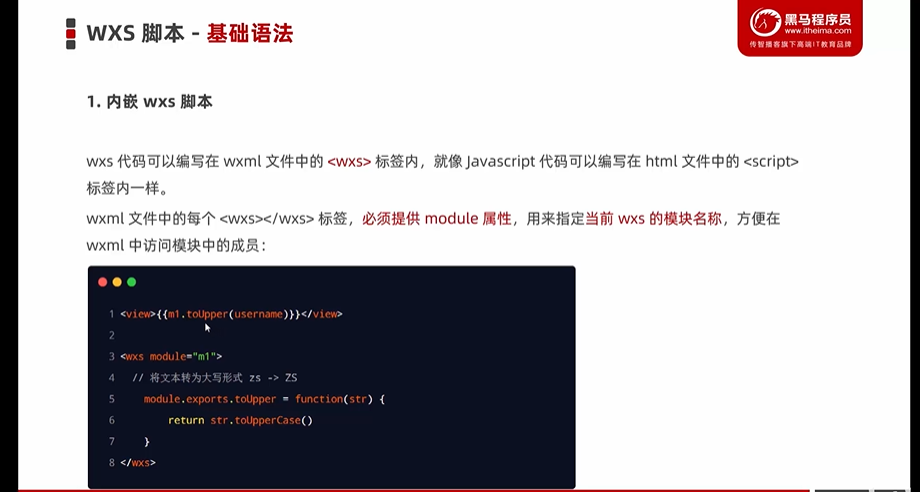 WXS 脚本 - 基础语法
黑马程序员
www.itheima.com
传智播客旗下高端IT教育品牌
1. 内嵌 wxs 脚本
wxs 代码可以编写在 wxml 文件中的 <wxs> 标签内，就像 Javascript 代码可以编写在 html 文件中的 <script>
标签内一样。
wxml 文件中的每个 <wxs></wxs> 标签，必须提供 module 属性，用来指定当前 wxs 的模块名称，方便在
wxml 中访问模块中的成员：
1 <view>{{m1.toUpper(username)}}</view>
2
3 <wxs module="m1">
4 // 将文本转为大写形式 zs -> ZS
5 module.exports.toUpper = function(str) {
6 return str.toUpperCase()
7 }
8 </wxs>